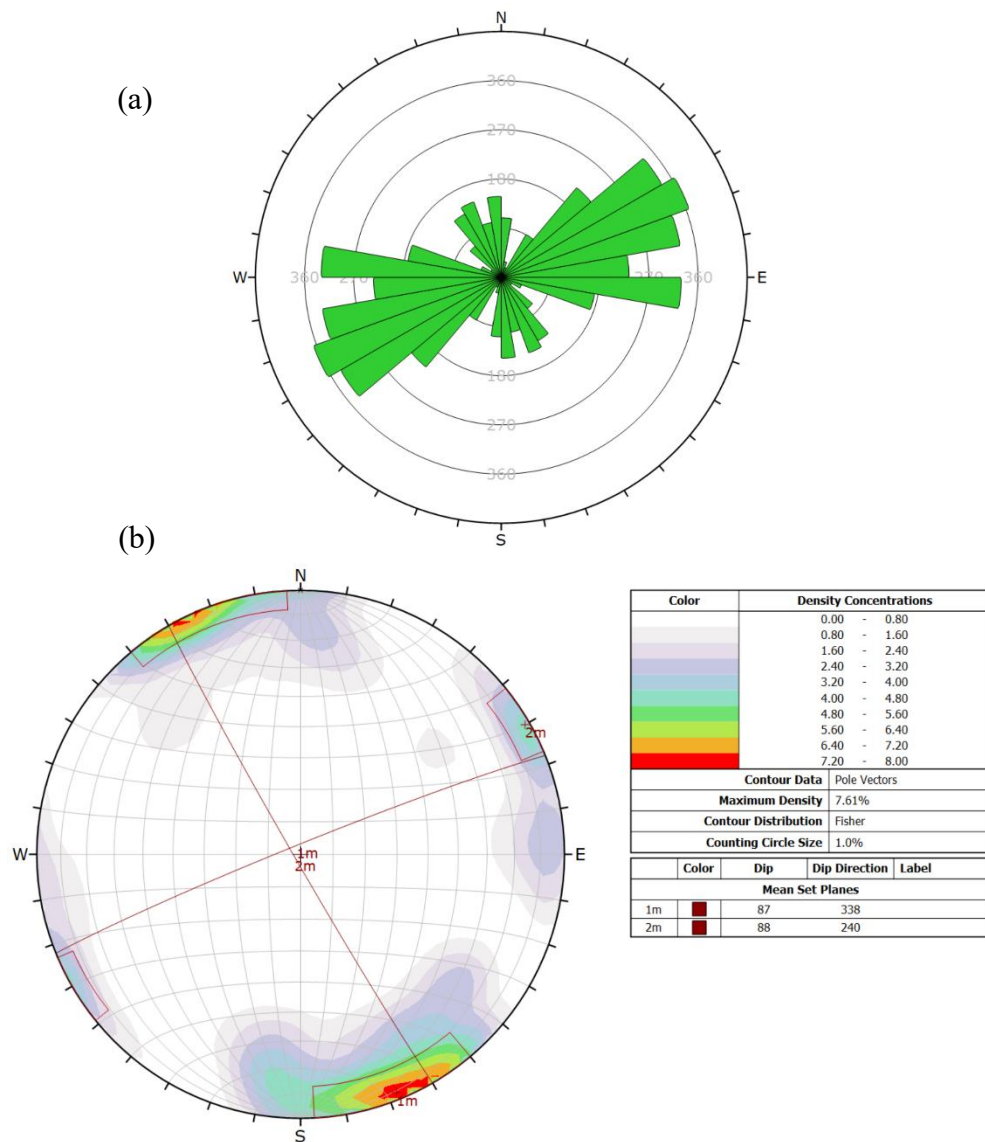 (a)
N
360
270
180
W 360 270 270 360 E
180
270
360
S
(b)
N
2m
W 1m E
2m
1m
S
Color Density Concentrations
0.00 - 0.80
0.80 - 1.60
1.60 - 2.40
2.40 - 3.20
3.20 - 4.00
4.00 - 4.80
4.80 - 5.60
5.60 - 6.40
6.40 - 7.20
7.20 - 8.00
Contour Data Pole Vectors
Maximum Density 7.61%
Contour Distribution Fisher
Counting Circle Size 1.0%
Color Dip Dip Direction Label
Mean Set Planes
1m 87 338
2m 88 240